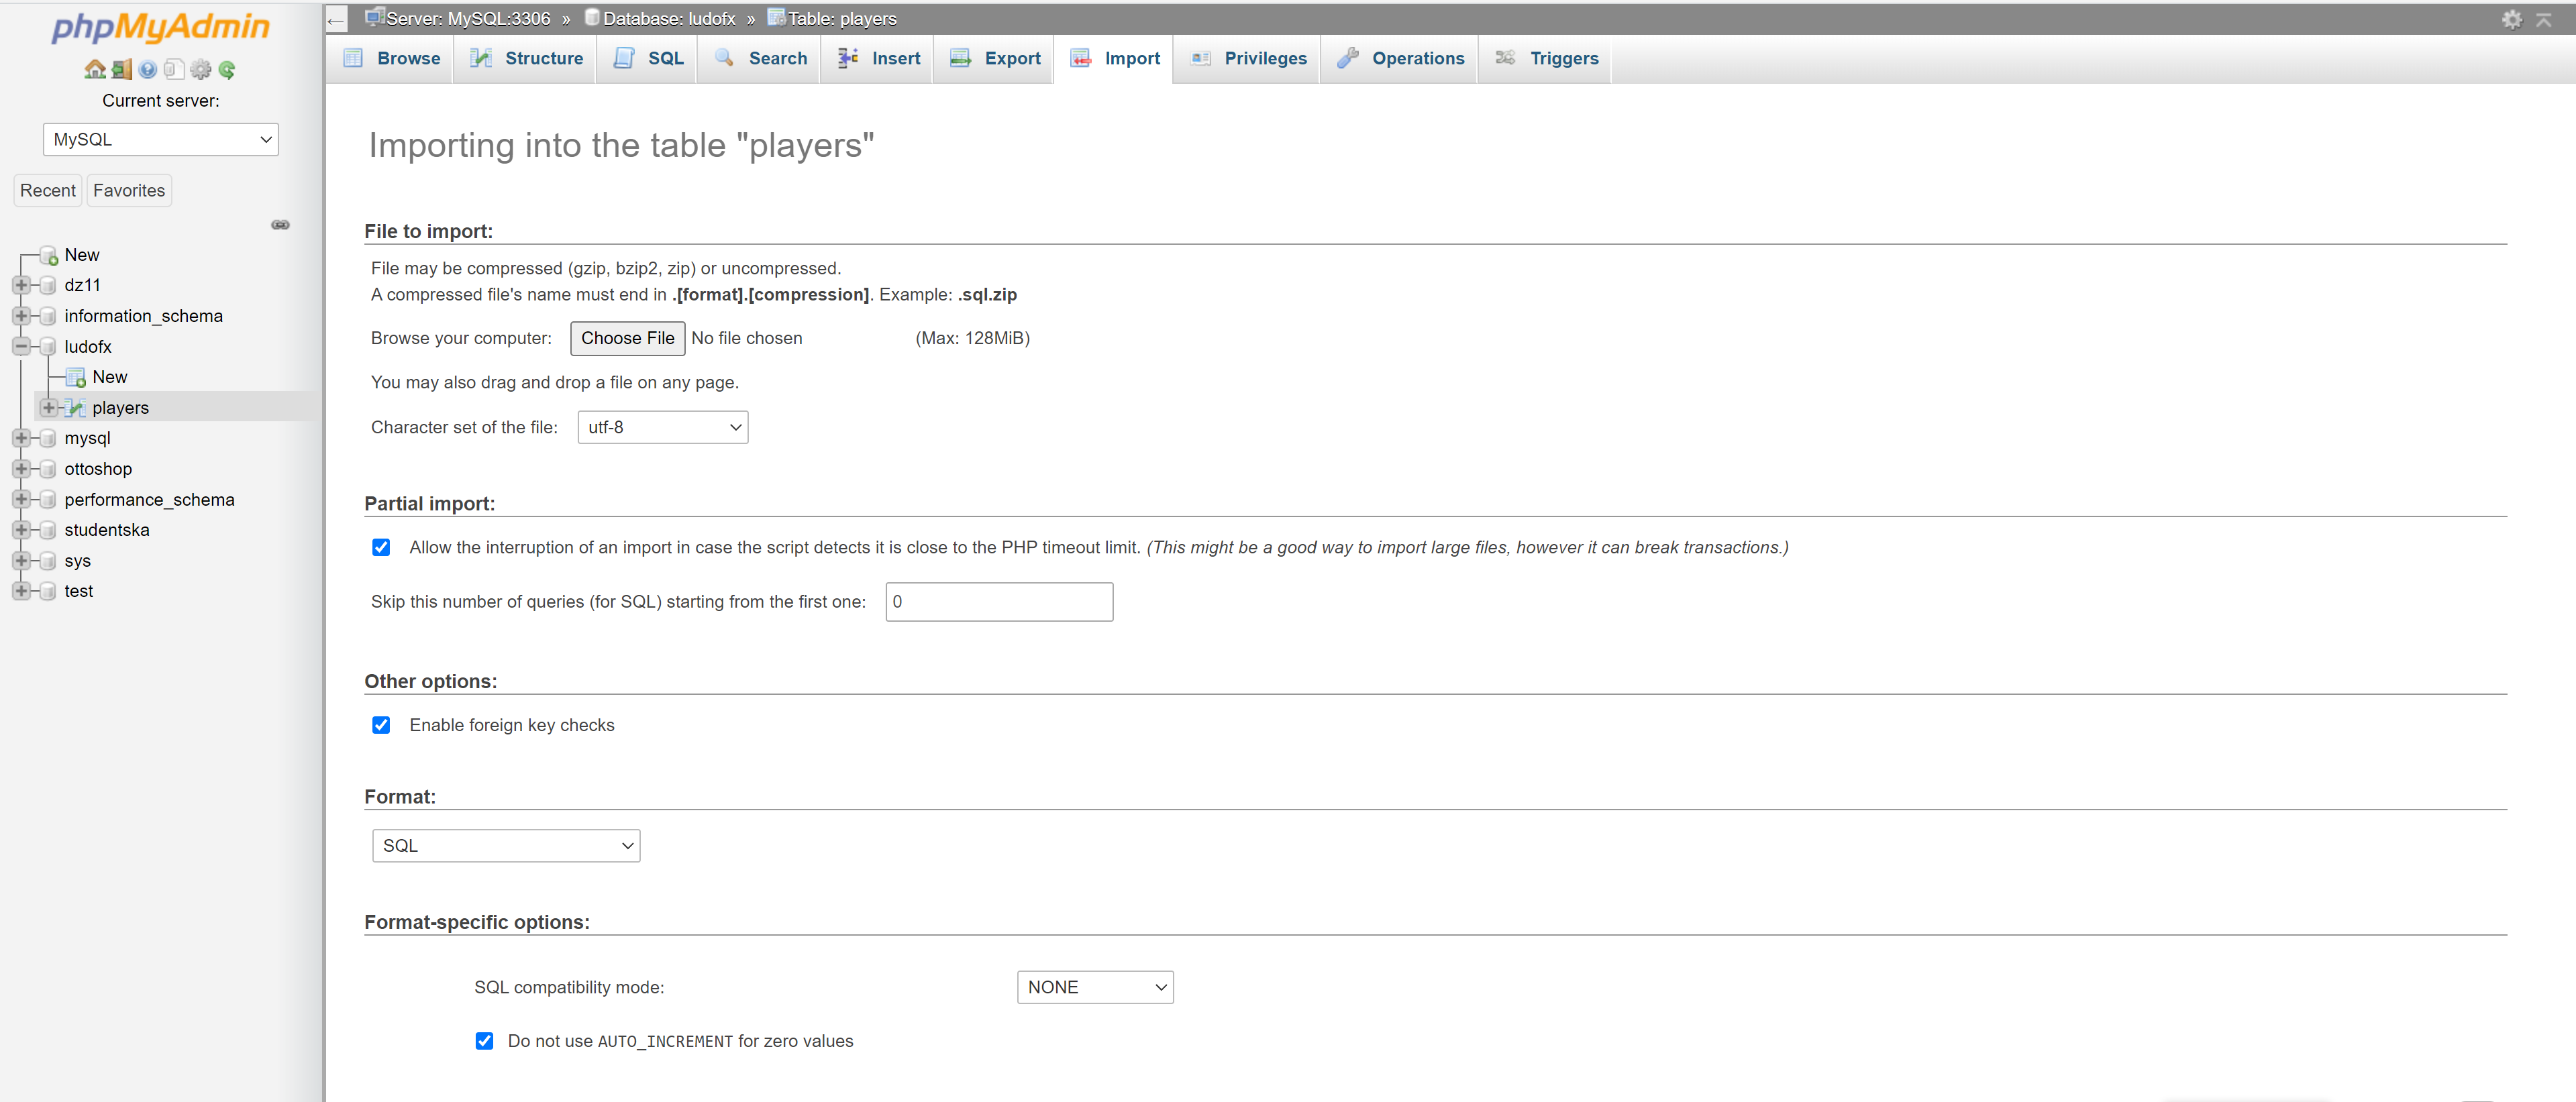 phpMyAdmin
Current server:
MySQL
Recent Favorites
New
dz11
information_schema
ludofx
New
players
mysql
ottoshop
performance_schema
studentska
sys
test
← Server: MySQL:3306 » Database: ludofx » Table: players
Browse Structure SQL Search Insert Export Import Privileges Operations Triggers
Importing into the table "players"
File to import:
File may be compressed (gzip, bzip2, zip) or uncompressed.
A compressed file's name must end in .[format].[compression]. Example: .sql.zip
Browse your computer: Choose File No file chosen (Max: 128MiB)
You may also drag and drop a file on any page.
Character set of the file: utf-8
Partial import:
Allow the interruption of an import in case the script detects it is close to the PHP timeout limit. (This might be a good way to import large files, however it can break transactions.)
Skip this number of queries (for SQL) starting from the first one: 0
Other options:
Enable foreign key checks
Format:
SQL
Format-specific options:
SQL compatibility mode: NONE
Do not use AUTO_INCREMENT for zero values